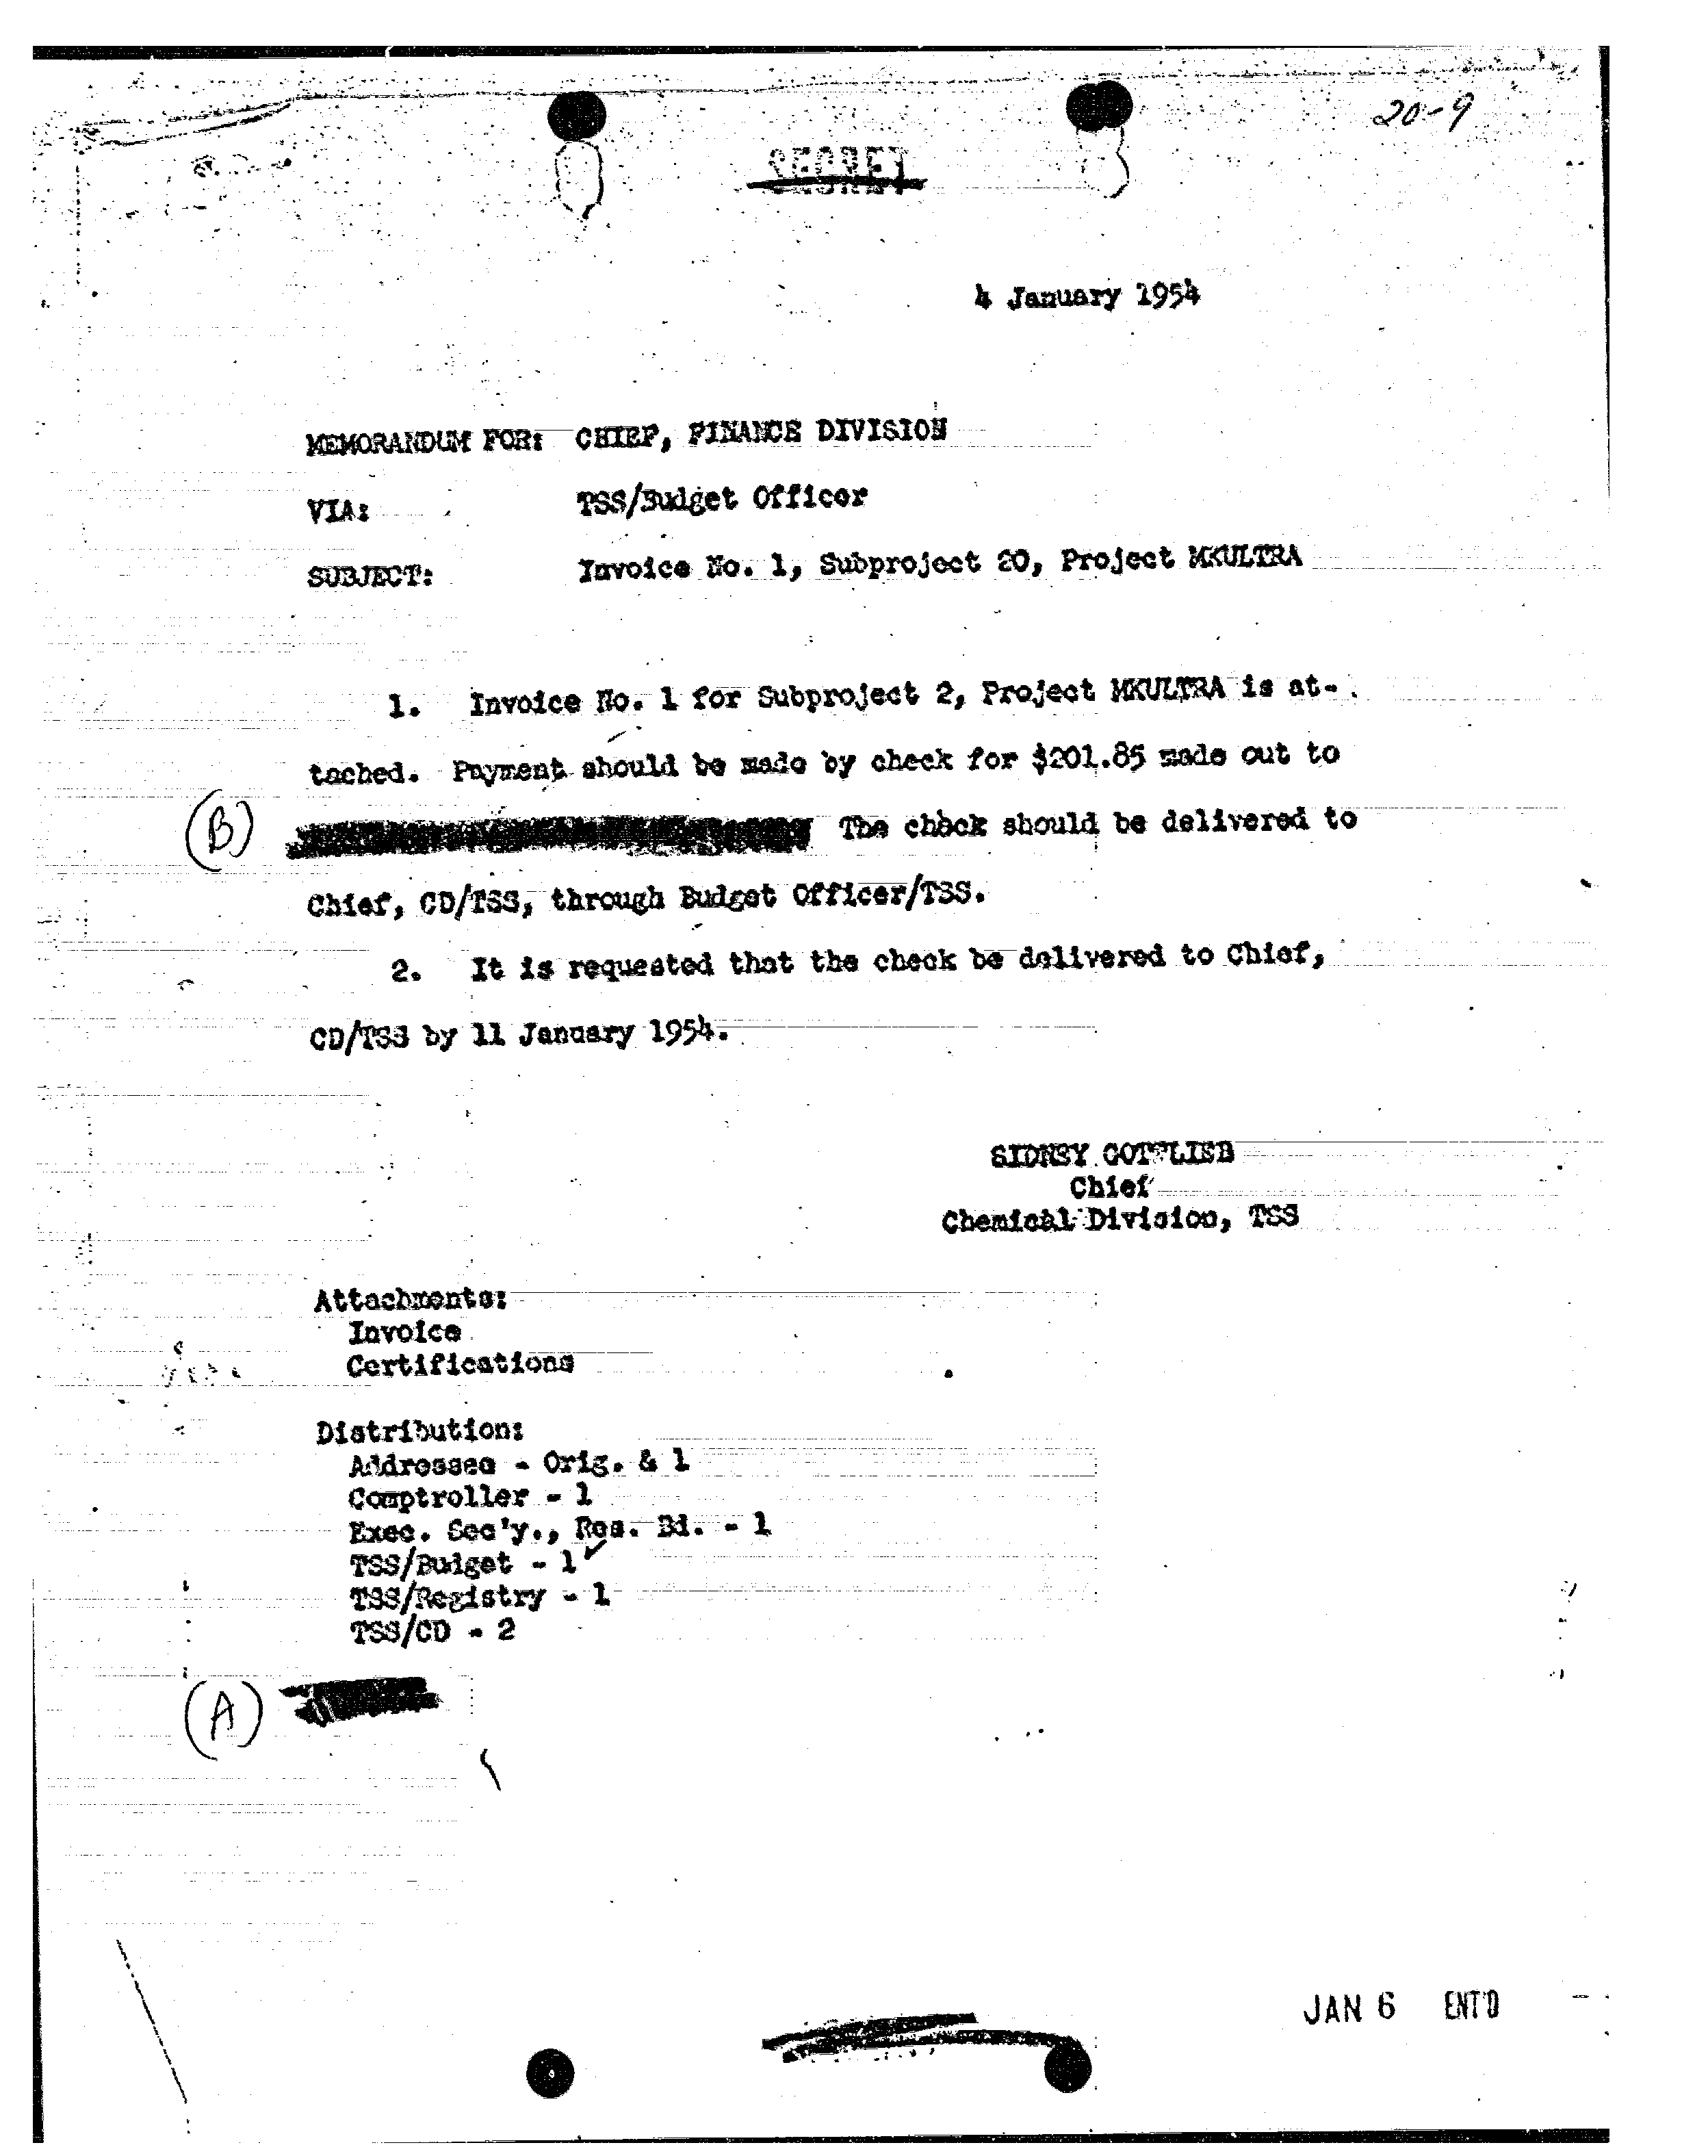 20-9
SECRET
4 January 1954
MEMORANDUM FOR: CHIEF, FINANCE DIVISION
VIA: TSS/Budget Officer
SUBJECT: Invoice No. 1, Subproject 20, Project MKULTRA
1. Invoice No. 1 for Subproject 2, Project MKULTRA is at-
tached. Payment should be made by check for $201.85 made out to
(B) The check should be delivered to
Chief, CD/TSS, through Budget Officer/TSS.
2. It is requested that the check be delivered to Chief,
CD/TSS by 11 January 1954.
SIDNEY GOTTLIEB
Chief
Chemical Division, TSS
Attachments:
Invoice
Certifications
Distribution:
Addressee - Orig. & 1
Comptroller - 1
Exec. Sec'y., Res. Bd. - 1
TSS/Budget - 1
TSS/Registry - 1
TSS/CD - 2
(A)
JAN 6 ENT'D